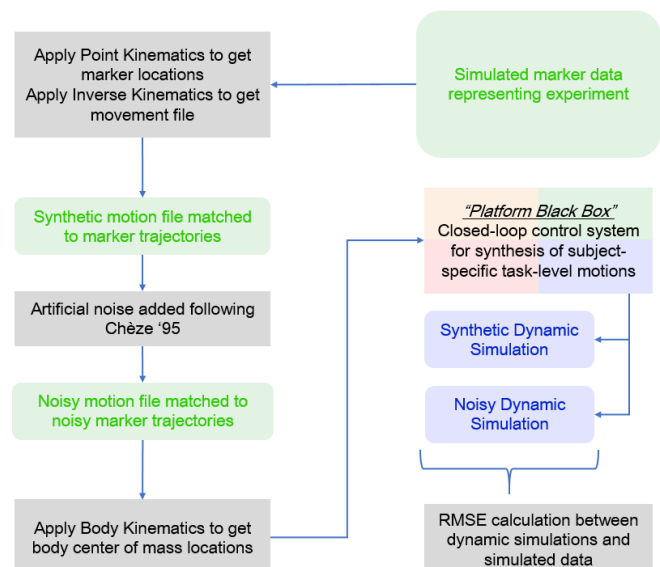 Apply Point Kinematics to get
marker locations
Apply Inverse Kinematics to get
movement file
Simulated marker data
representing experiment
Synthetic motion file matched
to marker trajectories
"Platform Black Box"
Closed-loop control system
for synthesis of subject-
specific task-level motions
Artificial noise added following
Chèze ‘95
Synthetic Dynamic
Simulation
Noisy motion file matched to
noisy marker trajectories
Noisy Dynamic
Simulation
Apply Body Kinematics to get
body center of mass locations
RMSE calculation between
dynamic simulations and
simulated data